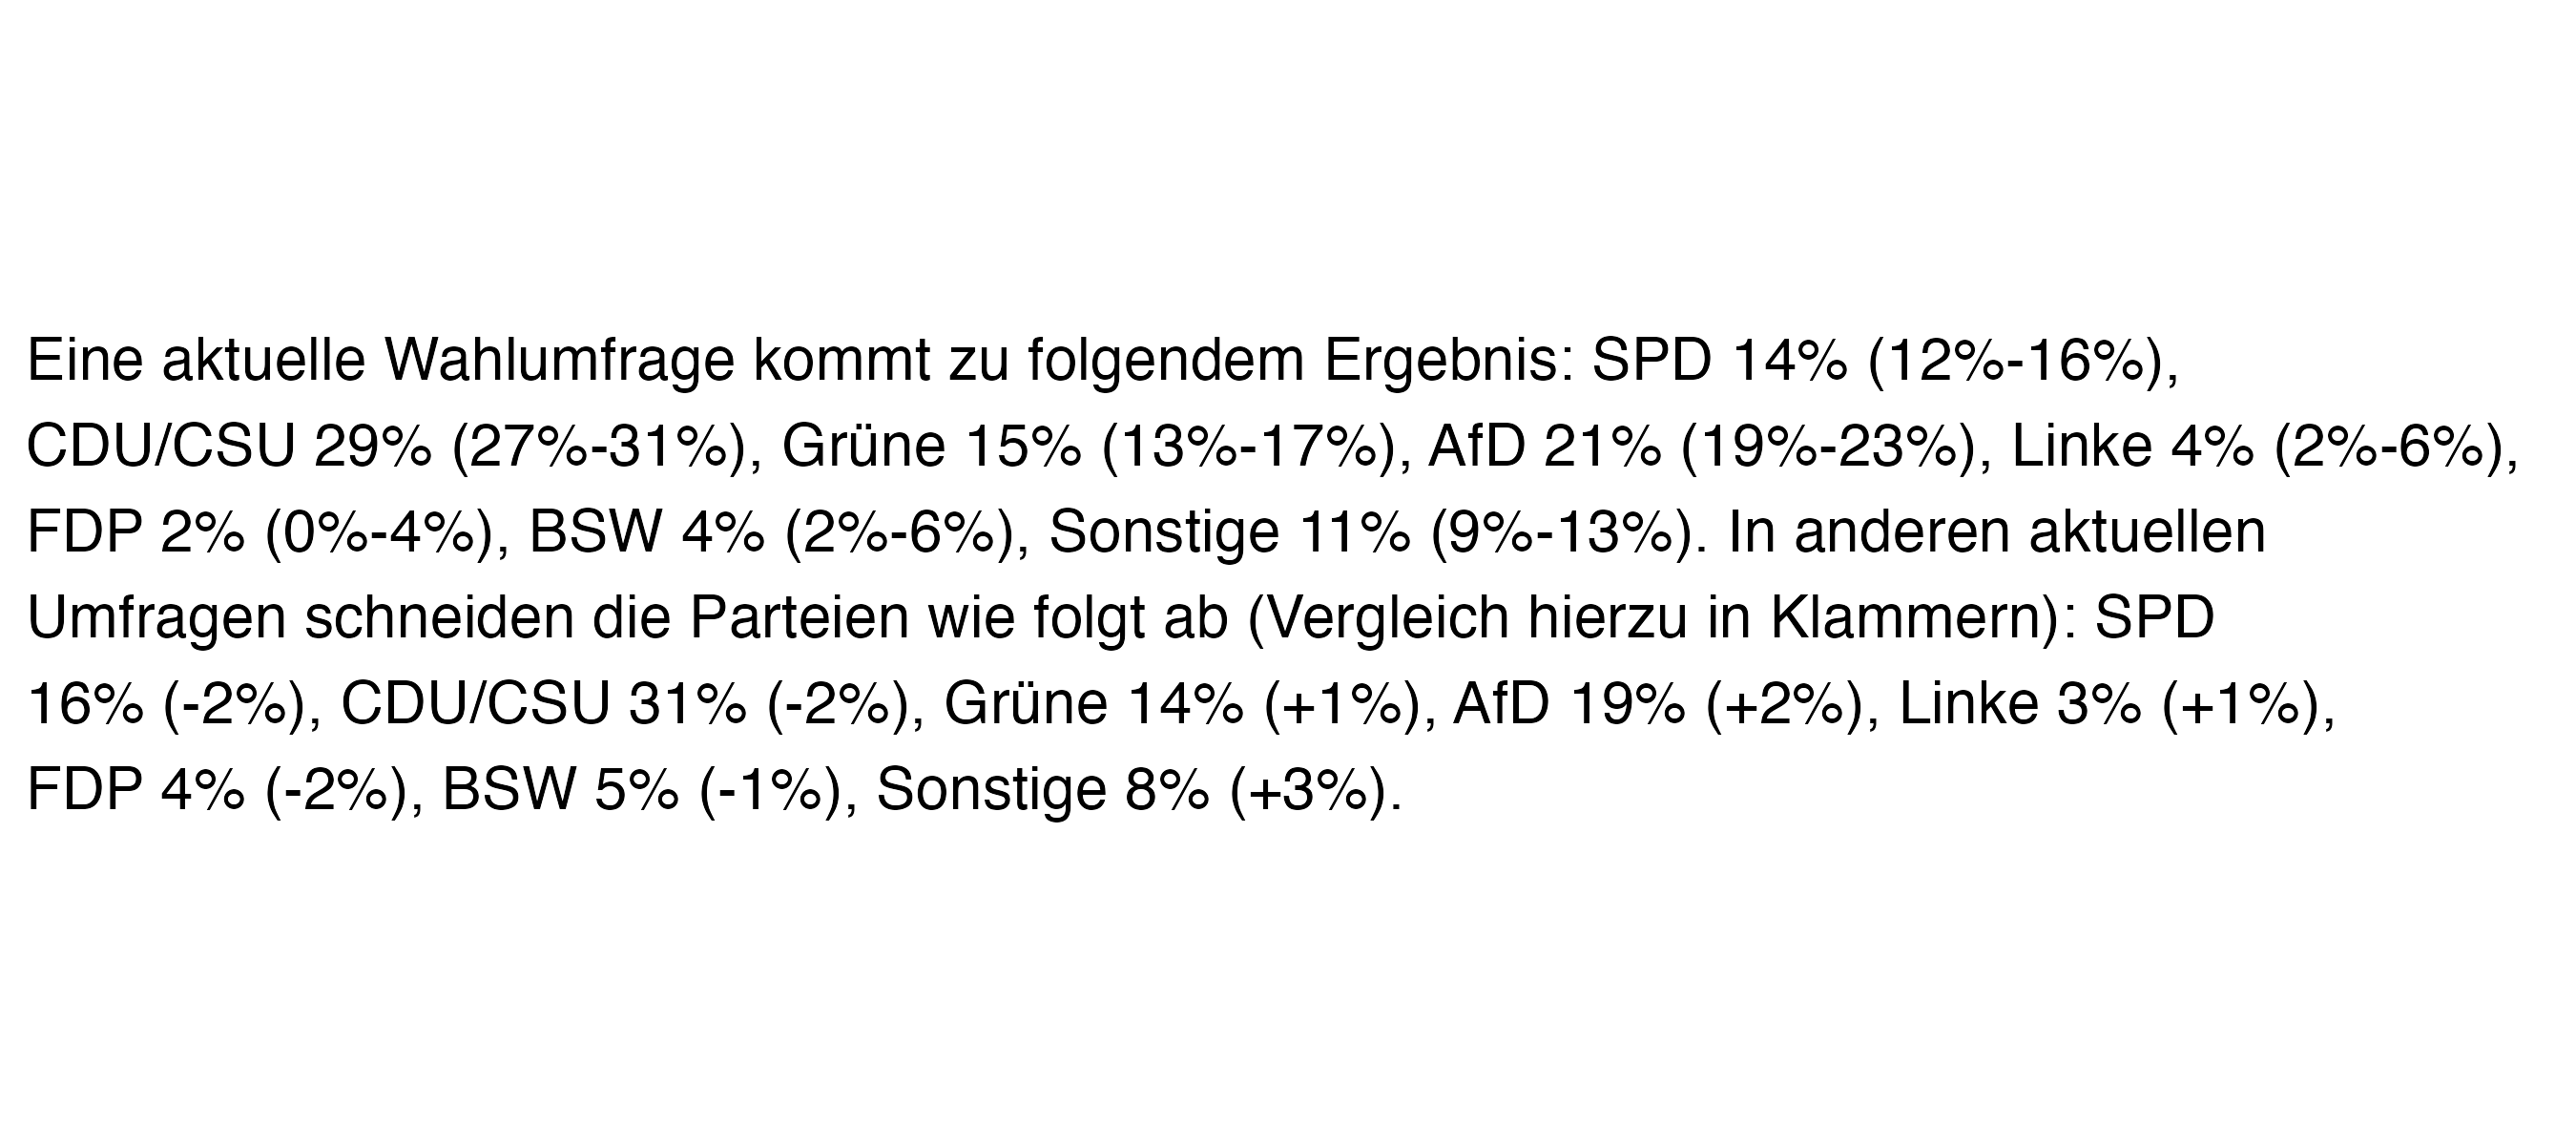 Eine aktuelle Wahlumfrage kommt zu folgendem Ergebnis: SPD 14% (12%-16%),
CDU/CSU 29% (27%-31%), Grüne 15% (13%-17%), AfD 21% (19%-23%), Linke 4% (2%-6%),
FDP 2% (0%-4%), BSW 4% (2%-6%), Sonstige 11% (9%-13%). In anderen aktuellen
Umfragen schneiden die Parteien wie folgt ab (Vergleich hierzu in Klammern): SPD
16% (-2%), CDU/CSU 31% (-2%), Grüne 14% (+1%), AfD 19% (+2%), Linke 3% (+1%),
FDP 4% (-2%), BSW 5% (-1%), Sonstige 8% (+3%).